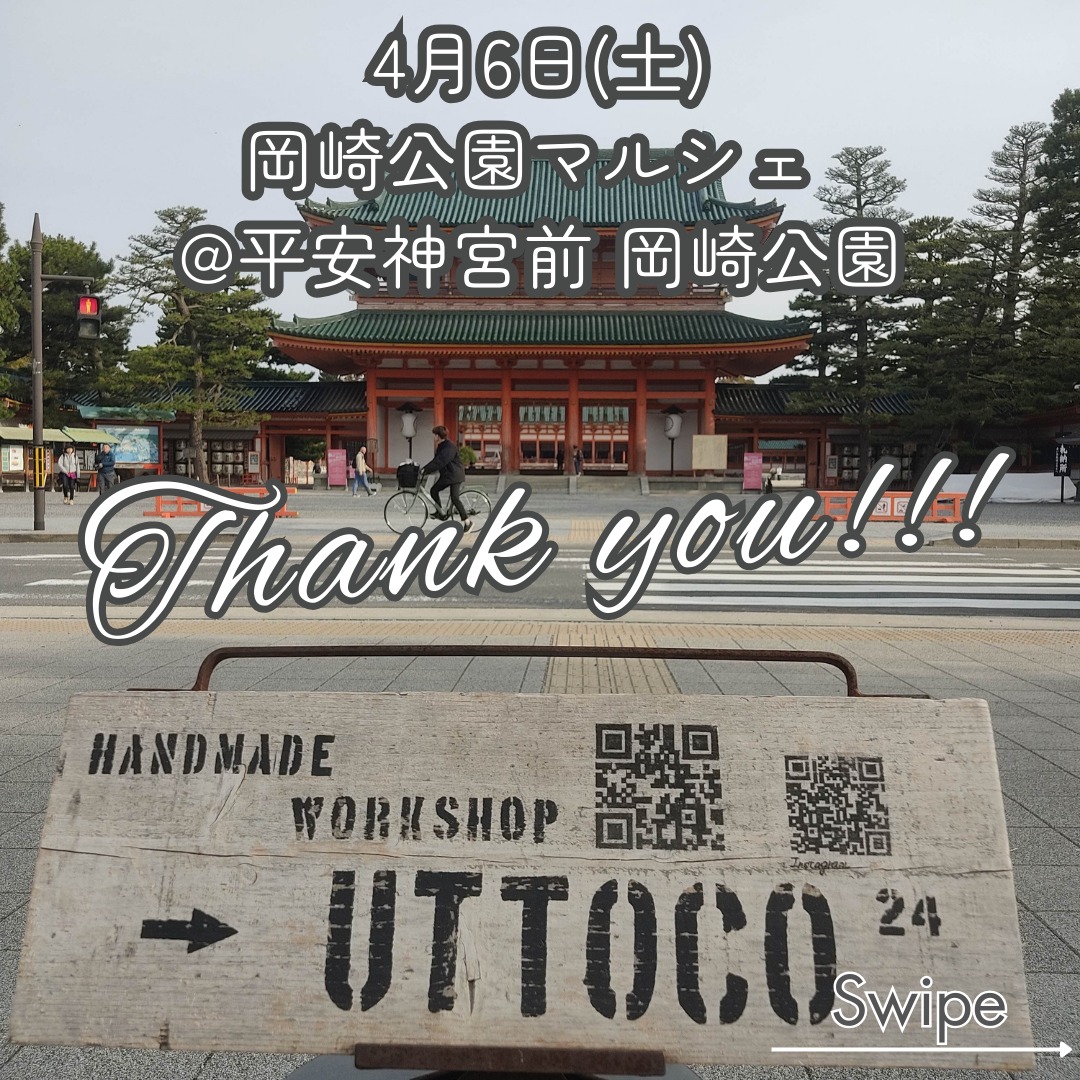 4月6日(土)
岡崎公園マルシェ
@平安神宮前 岡崎公園
Thank you!!!
HANDMADE
WORKSHOP
Instagram
UTTOCO 24
Swipe